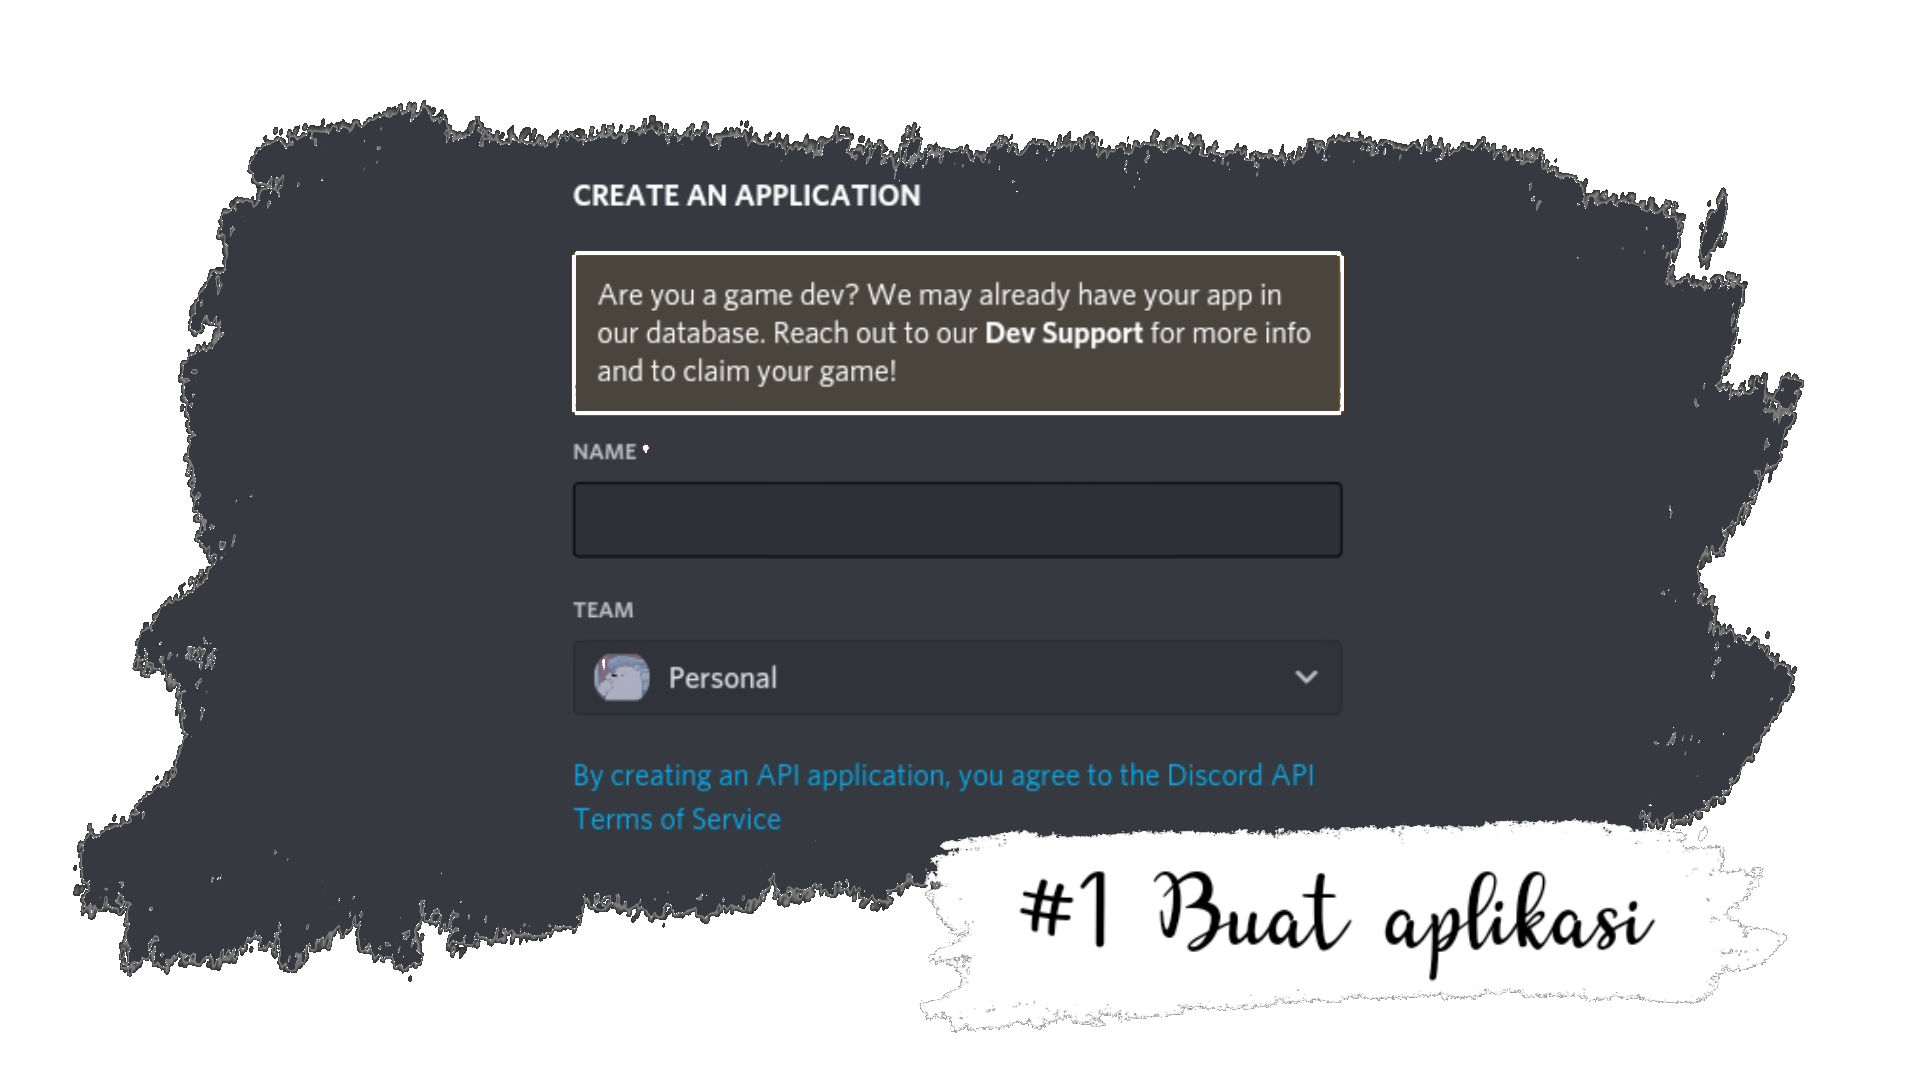 CREATE AN APPLICATION
Are you a game dev? We may already have your app in
our database. Reach out to our Dev Support for more info
and to claim your game!
NAME *
TEAM
Personal
By creating an API application, you agree to the Discord API
Terms of Service
#1 Buat aplikasi